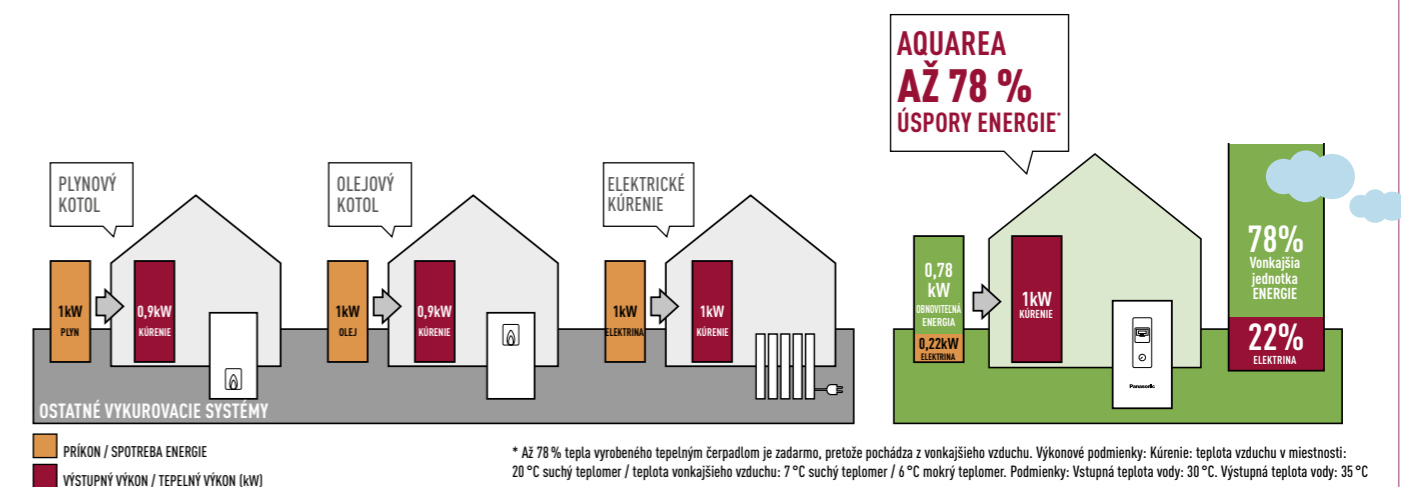 AQUAREA
AŽ 78 %
ÚSPORY ENERGIE*
PLYNOVÝ
KOTOL
OLEJOVÝ
KOTOL
ELEKTRICKÉ
KÚRENIE
1kW
PLYN
0,9kW
KÚRENIE
1kW
OLEJ
0,9kW
KÚRENIE
1kW
ELEKTRINA
1kW
KÚRENIE
0,78
kW
OBNOVITEĽNÁ
ENERGIA
0,22kW
ELEKTRINA
1kW
KÚRENIE
Panasonic
78%
Vonkajšia
jednotka
ENERGIE
22%
ELEKTRINA
OSTATNÉ VYKUROVACIE SYSTÉMY
PRÍKON / SPOTREBA ENERGIE
VÝSTUPNÝ VÝKON / TEPELNÝ VÝKON (kW)
* Až 78 % tepla vyrobeného tepelným čerpadlom je zadarmo, pretože pochádza z vonkajšieho vzduchu. Výkonové podmienky: Kúrenie: teplota vzduchu v miestnosti:
20 °C suchý teplomer / teplota vonkajšieho vzduchu: 7 °C suchý teplomer / 6 °C mokrý teplomer. Podmienky: Vstupná teplota vody: 30 °C. Výstupná teplota vody: 35 °C